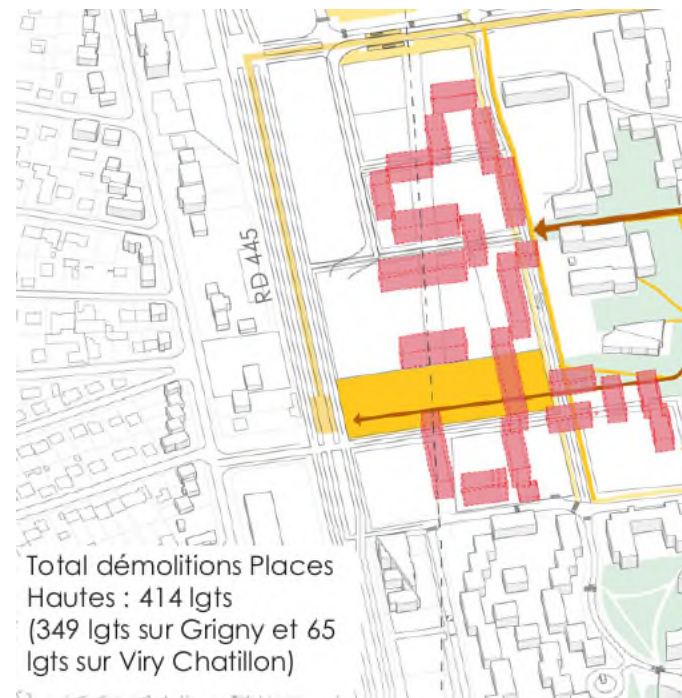 RD 445
Total démolitions Places
Hautes : 414 lgts
(349 lgts sur Grigny et 65
lgts sur Viry Chatillon)